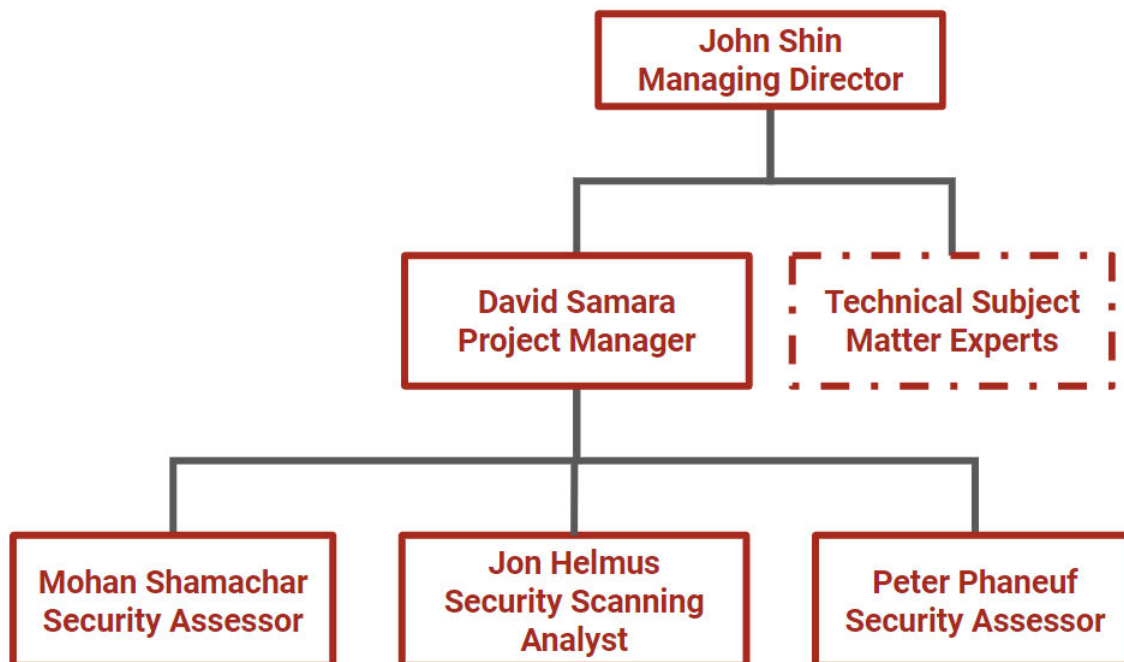 John Shin
Managing Director
David Samara
Project Manager
Technical Subject
Matter Experts
Mohan Shamachar
Security Assessor
Jon Helmus
Security Scanning
Analyst
Peter Phaneuf
Security Assessor